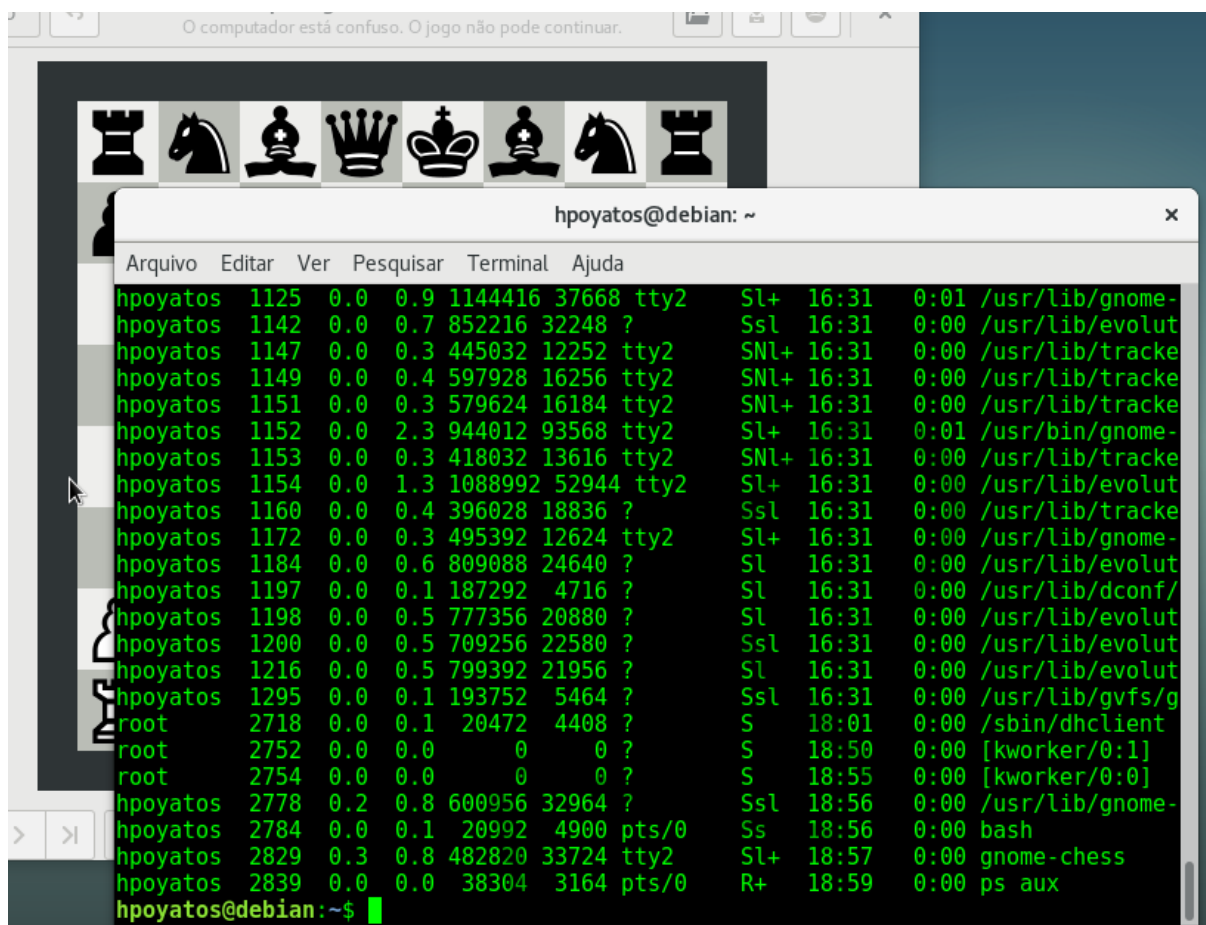 O computador está confuso. O jogo não pode continuar.
hpoyatos@debian: ~
Arquivo Editar Ver Pesquisar Terminal Ajuda
hpoyatos 1125 0.0 0.9 1144416 37668 tty2 Sl+ 16:31 0:01 /usr/lib/gnome-
hpoyatos 1142 0.0 0.7 852216 32248 ? Ssl 16:31 0:00 /usr/lib/evolut
hpoyatos 1147 0.0 0.3 445032 12252 tty2 SNl+ 16:31 0:00 /usr/lib/tracke
hpoyatos 1149 0.0 0.4 597928 16256 tty2 SNl+ 16:31 0:00 /usr/lib/tracke
hpoyatos 1151 0.0 0.3 579624 16184 tty2 SNl+ 16:31 0:00 /usr/lib/tracke
hpoyatos 1152 0.0 2.3 944012 93568 tty2 Sl+ 16:31 0:01 /usr/bin/gnome-
hpoyatos 1153 0.0 0.3 418032 13616 tty2 SNl+ 16:31 0:00 /usr/lib/tracke
hpoyatos 1154 0.0 1.3 1088992 52944 tty2 Sl+ 16:31 0:00 /usr/lib/evolut
hpoyatos 1160 0.0 0.4 396028 18836 ? Ssl 16:31 0:00 /usr/lib/tracke
hpoyatos 1172 0.0 0.3 495392 12624 tty2 Sl+ 16:31 0:00 /usr/lib/gnome-
hpoyatos 1184 0.0 0.6 809088 24640 ? Sl 16:31 0:00 /usr/lib/evolut
hpoyatos 1197 0.0 0.1 187292 4716 ? Sl 16:31 0:00 /usr/lib/dconf/
hpoyatos 1198 0.0 0.5 777356 20880 ? Sl 16:31 0:00 /usr/lib/evolut
hpoyatos 1200 0.0 0.5 709256 22580 ? Ssl 16:31 0:00 /usr/lib/evolut
hpoyatos 1216 0.0 0.5 799392 21956 ? Sl 16:31 0:00 /usr/lib/evolut
hpoyatos 1295 0.0 0.1 193752 5464 ? Ssl 16:31 0:00 /usr/lib/gvfs/g
root 2718 0.0 0.1 20472 4408 ? S 18:01 0:00 /sbin/dhclient
root 2752 0.0 0.0 0 0 ? S 18:50 0:00 [kworker/0:1]
root 2754 0.0 0.0 0 0 ? S 18:55 0:00 [kworker/0:0]
hpoyatos 2778 0.2 0.8 600956 32964 ? Ssl 18:56 0:00 /usr/lib/gnome-
hpoyatos 2784 0.0 0.1 20992 4900 pts/0 Ss 18:56 0:00 bash
hpoyatos 2829 0.3 0.8 482820 33724 tty2 Sl+ 18:57 0:00 gnome-chess
hpoyatos 2839 0.0 0.0 38304 3164 pts/0 R+ 18:59 0:00 ps aux
hpoyatos@debian:~$